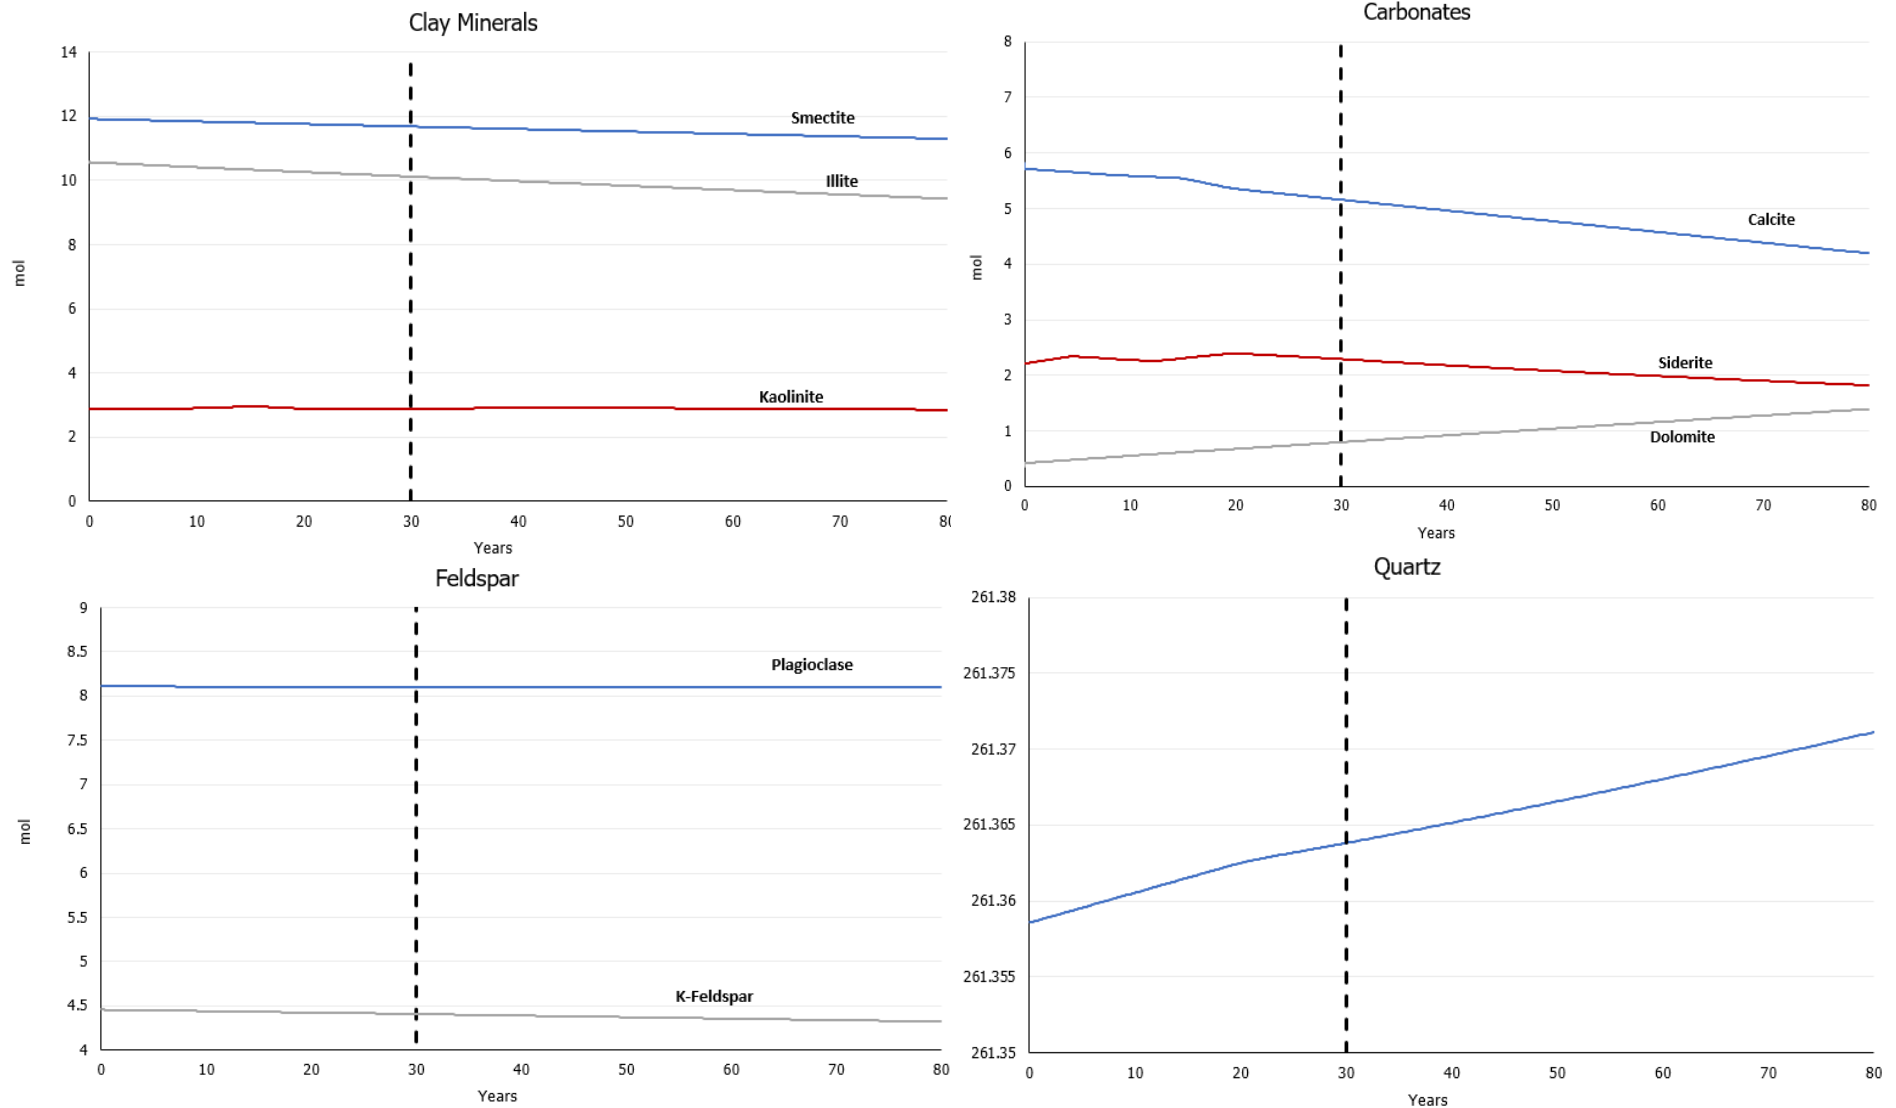 Clay Minerals
14
12
10
8
6
4
2
0
mol
Smectite
Illite
Kaolinite
0 10 20 30 40 50 60 70 80
Years
Carbonates
8
7
6
5
4
3
2
1
0
mol
Calcite
Siderite
Dolomite
0 10 20 30 40 50 60 70 80
Years
Feldspar
9
8.5
8
7.5
7
6.5
6
5.5
5
4.5
4
mol
Plagioclase
K-Feldspar
0 10 20 30 40 50 60 70 80
Years
Quartz
261.38
261.375
261.37
261.365
261.36
261.355
261.35
0 10 20 30 40 50 60 70 80
Years